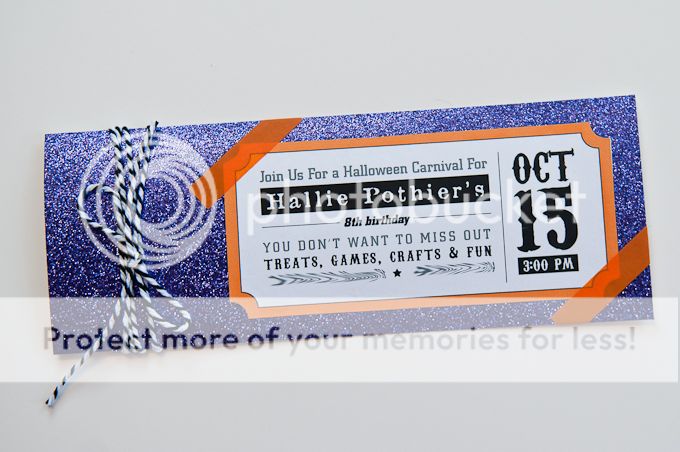 Join Us For a Halloween Carnival For
Hallie Pothier's
8th birthday
YOU DON'T WANT TO MISS OUT
TREATS, GAMES, CRAFTS & FUN
OCT
15
3:00 PM
photobucket
Protect more of your memories for less!